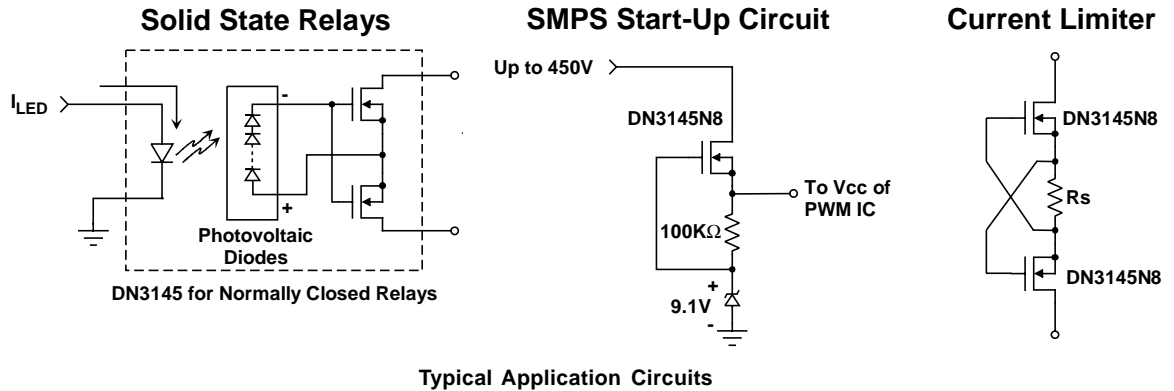 Solid State Relays
I_LED
-
+
Photovoltaic
Diodes
DN3145 for Normally Closed Relays
SMPS Start-Up Circuit
Up to 450V
DN3145N8
To Vcc of
PWM IC
100KΩ
+
9.1V
-
Current Limiter
DN3145N8
Rs
DN3145N8
Typical Application Circuits